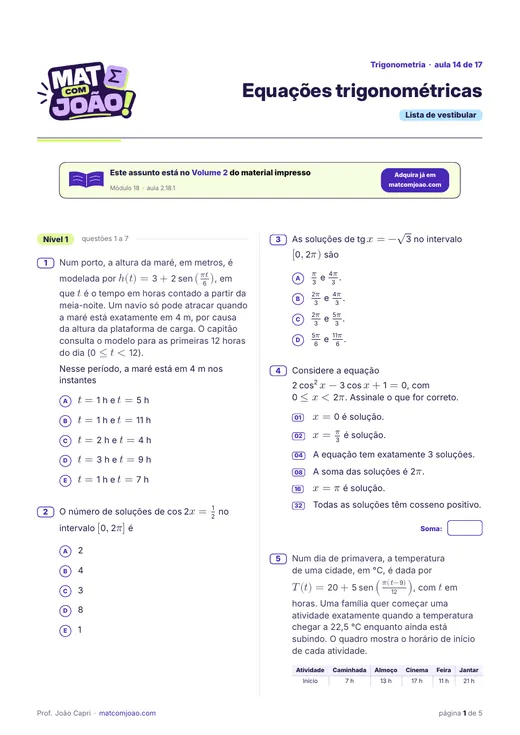 MAT Σ
COM
JOÃO!
Trigonometria · aula 14 de 17
Equações trigonométricas
Lista de vestibular
Este assunto está no Volume 2 do material impresso
Módulo 18 · aula 2.18.1
Adquira já em
matcomjoao.com
Nível 1 questões 1 a 7
1 Num porto, a altura da maré, em metros, é
modelada por h(t) = 3 + 2 sen (πt/6), em
que t é o tempo em horas contado a partir da
meia-noite. Um navio só pode atracar quando
a maré está exatamente em 4 m, por causa
da altura da plataforma de carga. O capitão
consulta o modelo para as primeiras 12 horas
do dia (0 ≤ t < 12).
Nesse período, a maré está em 4 m nos
instantes
A t = 1 h e t = 5 h
B t = 1 h e t = 11 h
C t = 2 h e t = 4 h
D t = 3 h e t = 9 h
E t = 1 h e t = 7 h
2 O número de soluções de cos 2x = 1/2 no
intervalo [0, 2π] é
A 2
B 4
C 3
D 8
E 1
3 As soluções de tg x = −√3 no intervalo
[0, 2π) são
A π/3 e 4π/3.
B 2π/3 e 4π/3.
C 2π/3 e 5π/3.
D 5π/6 e 11π/6.
4 Considere a equação
2 cos² x − 3 cos x + 1 = 0, com
0 ≤ x < 2π. Assinale o que for correto.
01 x = 0 é solução.
02 x = π/3 é solução.
04 A equação tem exatamente 3 soluções.
08 A soma das soluções é 2π.
16 x = π é solução.
32 Todas as soluções têm cosseno positivo.
Soma:
5 Num dia de primavera, a temperatura
de uma cidade, em °C, é dada por
T(t) = 20 + 5 sen (π(t−9)/12), com t em
horas. Uma família quer começar uma
atividade exatamente quando a temperatura
chegar a 22,5 °C enquanto ainda está
subindo. O quadro mostra o horário de início
de cada atividade.
Atividade Caminhada Almoço Cinema Feira Jantar
Início 7 h 13 h 17 h 11 h 21 h
Prof. João Capri · matcomjoao.com
página 1 de 5